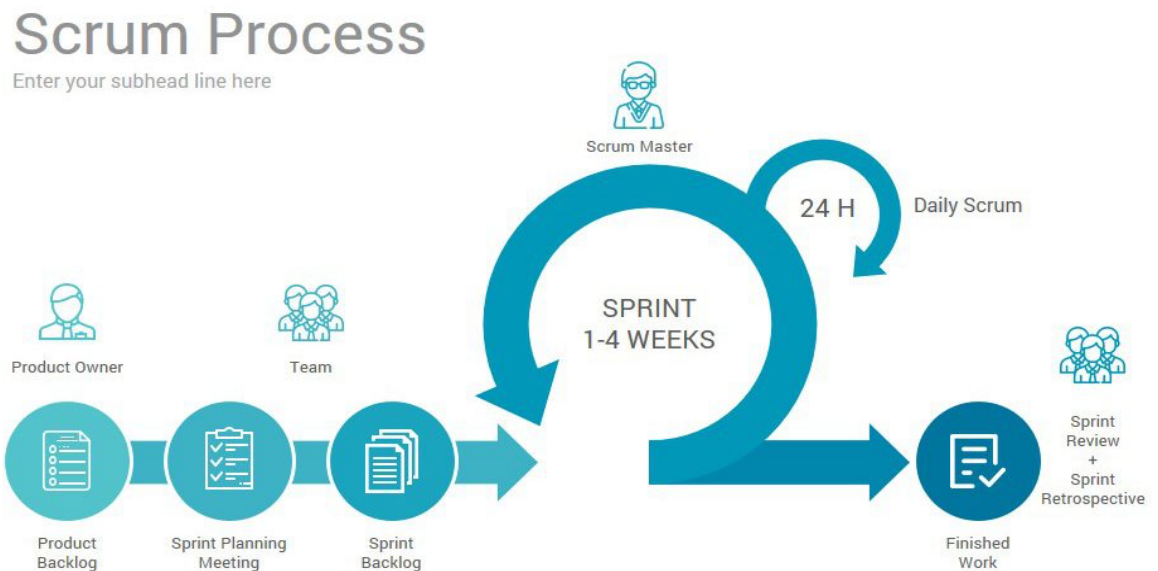 Scrum Process
Enter your subhead line here
Scrum Master
24 H
Daily Scrum
SPRINT
1-4 WEEKS
Product Owner
Team
Sprint
Review
+
Sprint
Retrospective
Product
Backlog
Sprint Planning
Meeting
Sprint
Backlog
Finished
Work